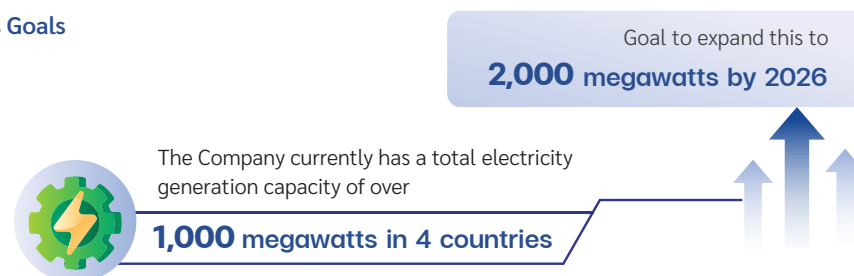 Goals
Goal to expand this to
2,000 megawatts by 2026
The Company currently has a total electricity
generation capacity of over
1,000 megawatts in 4 countries